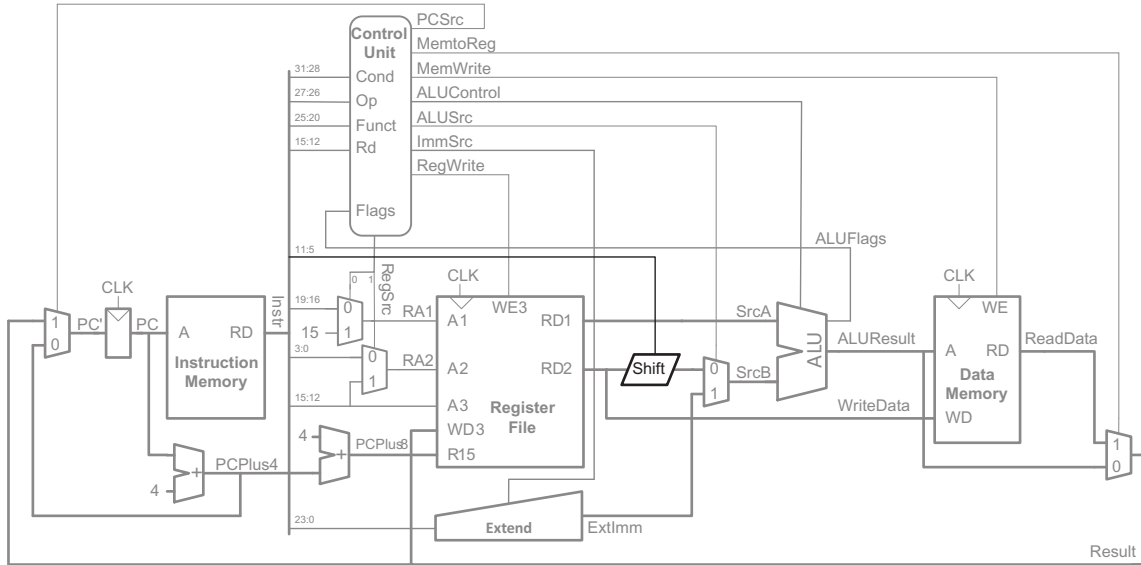 PCSrc
Control
Unit
MemtoReg
MemWrite
31:28
Cond
27:26
Op
ALUControl
25:20
Funct
ALUSrc
15:12
Rd
ImmSrc
RegWrite
Flags
ALUFlags
11:5
0 1
RegSrc
CLK
1
0
PC'
PC
A RD
Instruction
Memory
Instr
19:16
0
15
1
RA1
3:0
0
1
RA2
15:12
CLK
WE3
A1
RD1
A2
RD2
A3
Register
File
WD3
R15
4
+
PCPlus4
4
+
PCPlus8
Shift
SrcA
0
1
SrcB
ALU
ALUResult
WriteData
CLK
WE
A RD
Data
Memory
WD
ReadData
1
0
23:0
Extend
ExtImm
Result